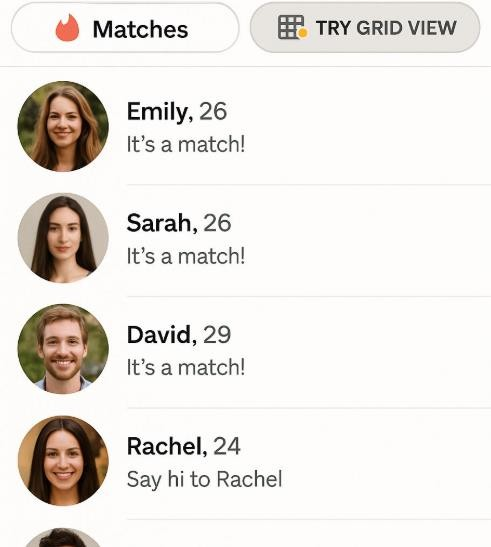 Matches
TRY GRID VIEW
Emily, 26
It’s a match!
Sarah, 26
It’s a match!
David, 29
It’s a match!
Rachel, 24
Say hi to Rachel